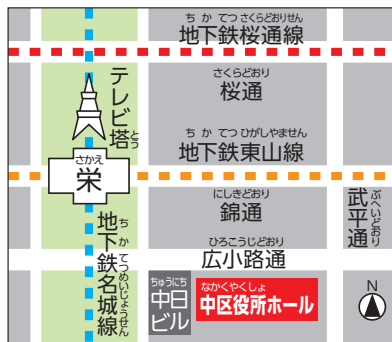 ちかてつさくらどおりせん
地下鉄桜通線
さくらどおり
桜通
テレビ塔
とう
ちかてつひがしやません
地下鉄東山線
さかえ
栄
にしきどおり
錦通
武平通
ぶへいどおり
ひろこうじどおり
広小路通
地下鉄名城線
ちかてつめいじょうせん
ちゅうにち
中日
ビル
なかくやくしょ
中区役所ホール
N